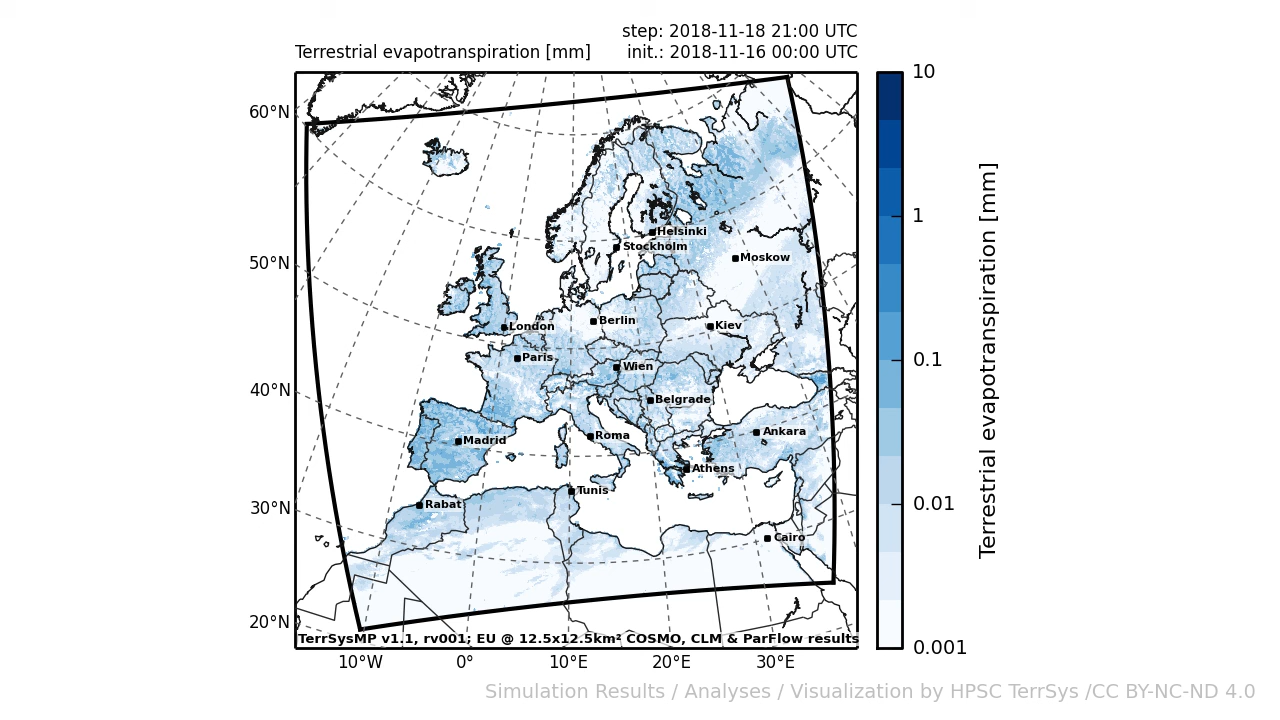 step: 2018-11-18 21:00 UTC
Terrestrial evapotranspiration [mm] init.: 2018-11-16 00:00 UTC
60°N
50°N
40°N
30°N
20°N
Helsinki
Stockholm
Moskow
London
Berlin
Kiev
Paris
Wien
Belgrade
Madrid
Roma
Ankara
Athens
Rabat
Tunis
Cairo
TerrSysMP v1.1, rv001; EU @ 12.5x12.5km² COSMO, CLM & ParFlow results
10°W 0° 10°E 20°E 30°E
10
1
0.1
0.01
0.001
Terrestrial evapotranspiration [mm]
Simulation Results / Analyses / Visualization by HPSC TerrSys /CC BY-NC-ND 4.0